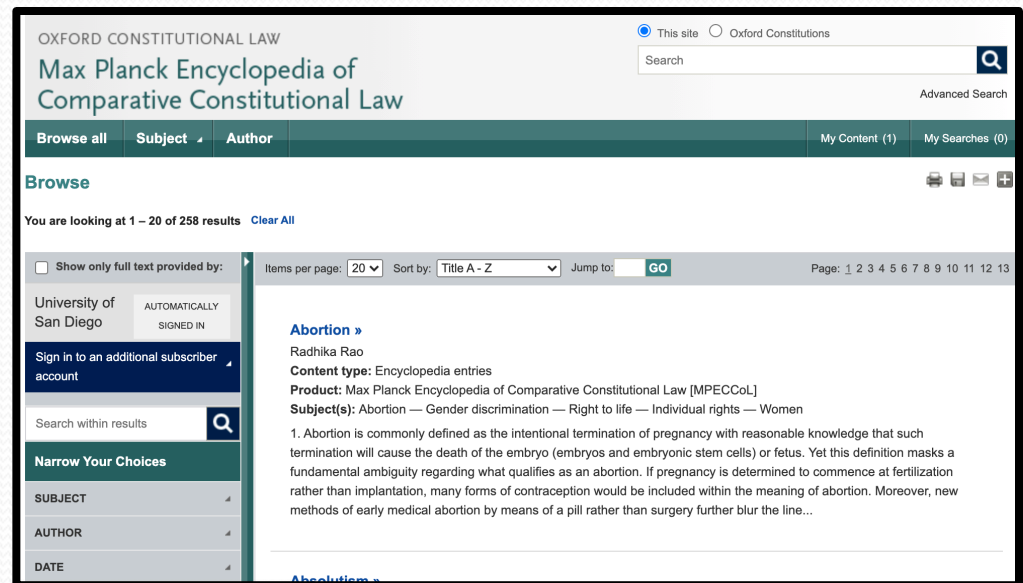 OXFORD CONSTITUTIONAL LAW
Max Planck Encyclopedia of
Comparative Constitutional Law
This site Oxford Constitutions
Search
Advanced Search
Browse all Subject Author My Content (1) My Searches (0)
Browse
You are looking at 1 – 20 of 258 results Clear All
Show only full text provided by:
University of
San Diego
AUTOMATICALLY
SIGNED IN
Sign in to an additional subscriber
account
Search within results
Narrow Your Choices
SUBJECT
AUTHOR
DATE
Items per page: 20 Sort by: Title A - Z Jump to: GO Page: 1 2 3 4 5 6 7 8 9 10 11 12 13
Abortion »
Radhika Rao
Content type: Encyclopedia entries
Product: Max Planck Encyclopedia of Comparative Constitutional Law [MPECCoL]
Subject(s): Abortion — Gender discrimination — Right to life — Individual rights — Women
1. Abortion is commonly defined as the intentional termination of pregnancy with reasonable knowledge that such
termination will cause the death of the embryo (embryos and embryonic stem cells) or fetus. Yet this definition masks a
fundamental ambiguity regarding what qualifies as an abortion. If pregnancy is determined to commence at fertilization
rather than implantation, many forms of contraception would be included within the meaning of abortion. Moreover, new
methods of early medical abortion by means of a pill rather than surgery further blur the line...
Absolutism »